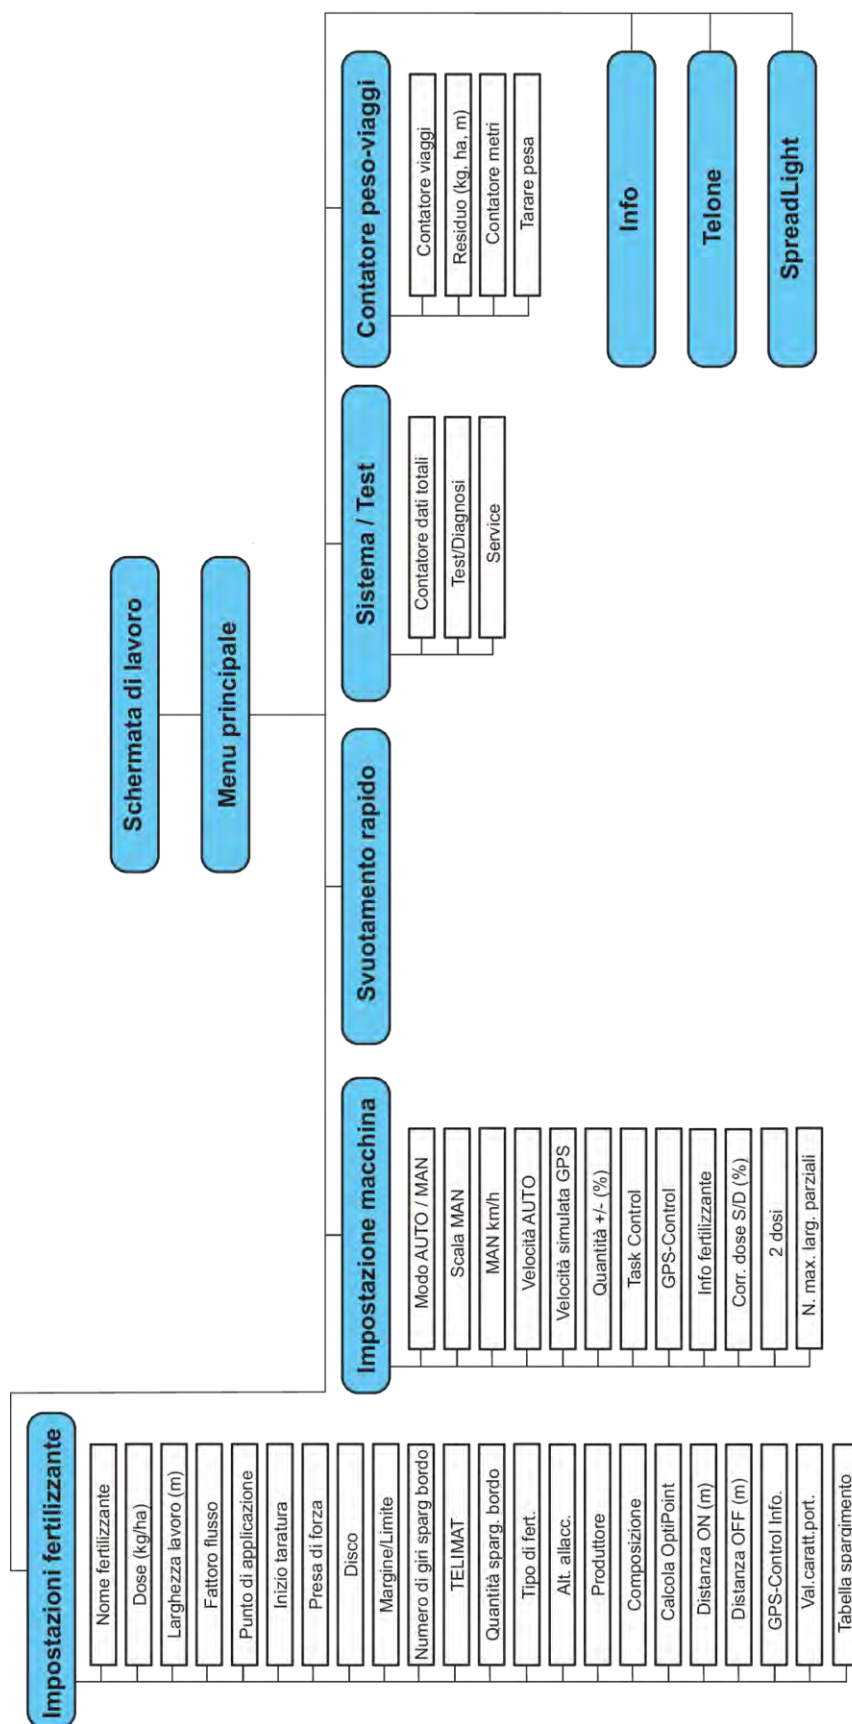 Schermata di lavoro
Menu principale
Impostazioni fertilizzante
Nome fertilizzante
Dose (kg/ha)
Larghezza lavoro (m)
Fattoro flusso
Punto di applicazione
Inizio taratura
Presa di forza
Disco
Margine/Limite
Numero di giri sparg bordo
TELIMAT
Quantità sparg. bordo
Tipo di fert.
Alt. allacc.
Produttore
Composizione
Calcola OptiPoint
Distanza ON (m)
Distanza OFF (m)
GPS-Control Info.
Val.caratt.port.
Tabella spargimento
Impostazione macchina
Modo AUTO / MAN
Scala MAN
MAN km/h
Velocità AUTO
Velocità simulata GPS
Quantità +/- (%)
Task Control
GPS-Control
Info fertilizzante
Corr. dose S/D (%)
2 dosi
N. max. larg. parziali
Svuotamento rapido
Sistema / Test
Contatore dati totali
Test/Diagnosi
Service
Contatore peso-viaggi
Contatore viaggi
Residuo (kg, ha, m)
Contatore metri
Tarare pesa
Info
Telone
SpreadLight